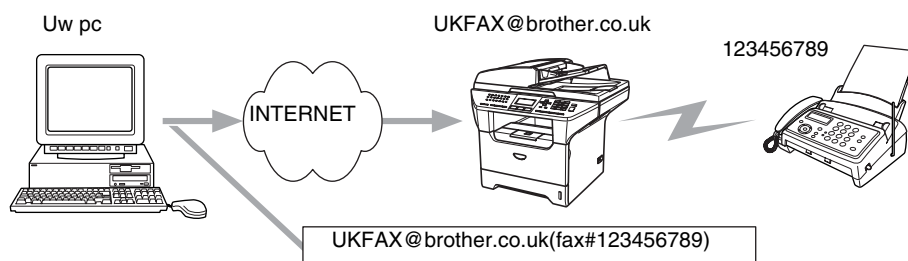 Uw pc
UKFAX@brother.co.uk
123456789
INTERNET
UKFAX@brother.co.uk(fax#123456789)